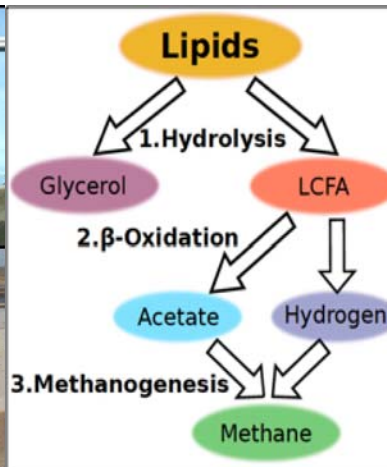 Lipids
1.Hydrolysis
Glycerol
LCFA
2.β-Oxidation
Acetate
Hydrogen
3.Methanogenesis
Methane